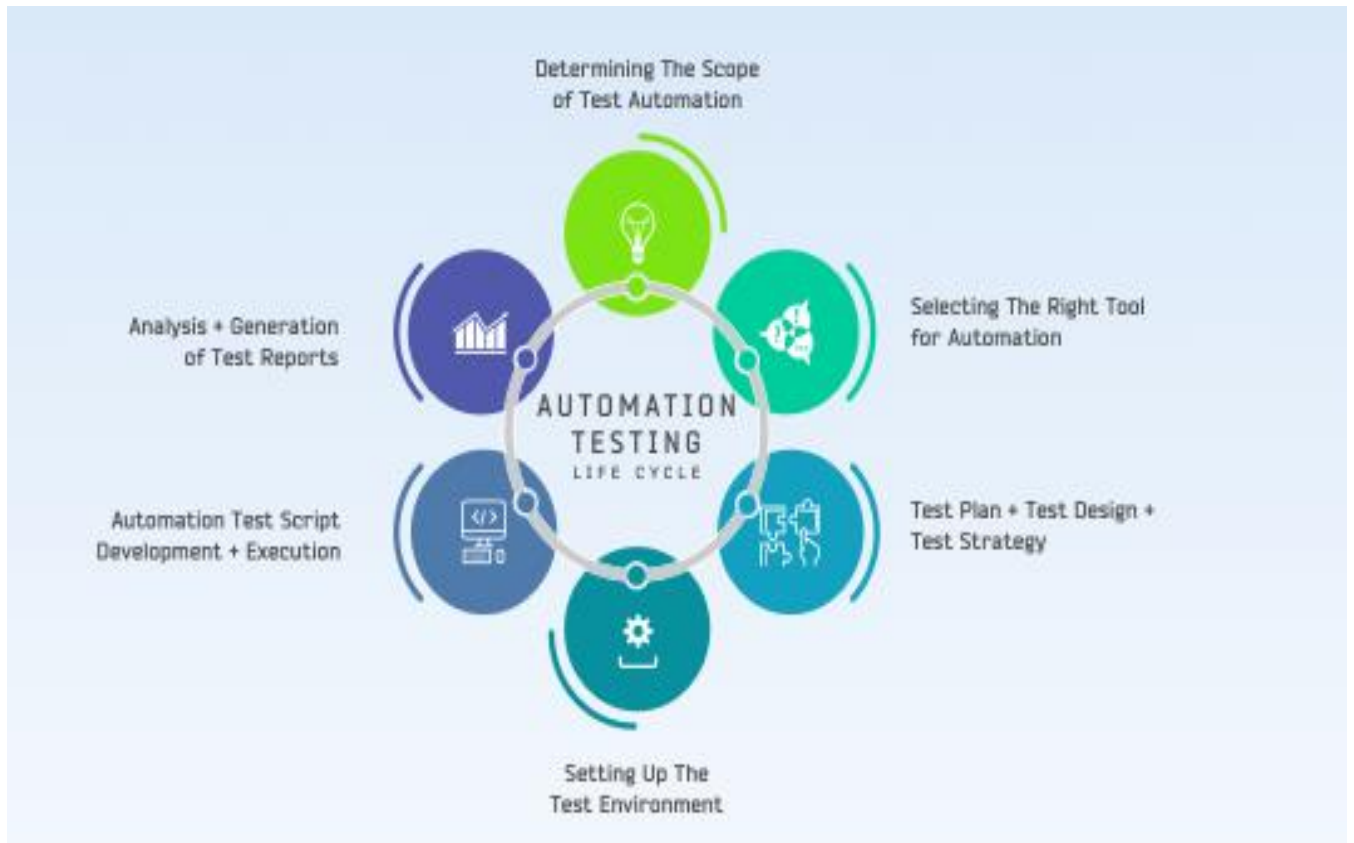 Determining The Scope
of Test Automation
Selecting The Right Tool
for Automation
Test Plan + Test Design +
Test Strategy
Setting Up The
Test Environment
Automation Test Script
Development + Execution
Analysis + Generation
of Test Reports
AUTOMATION
TESTING
LIFE CYCLE